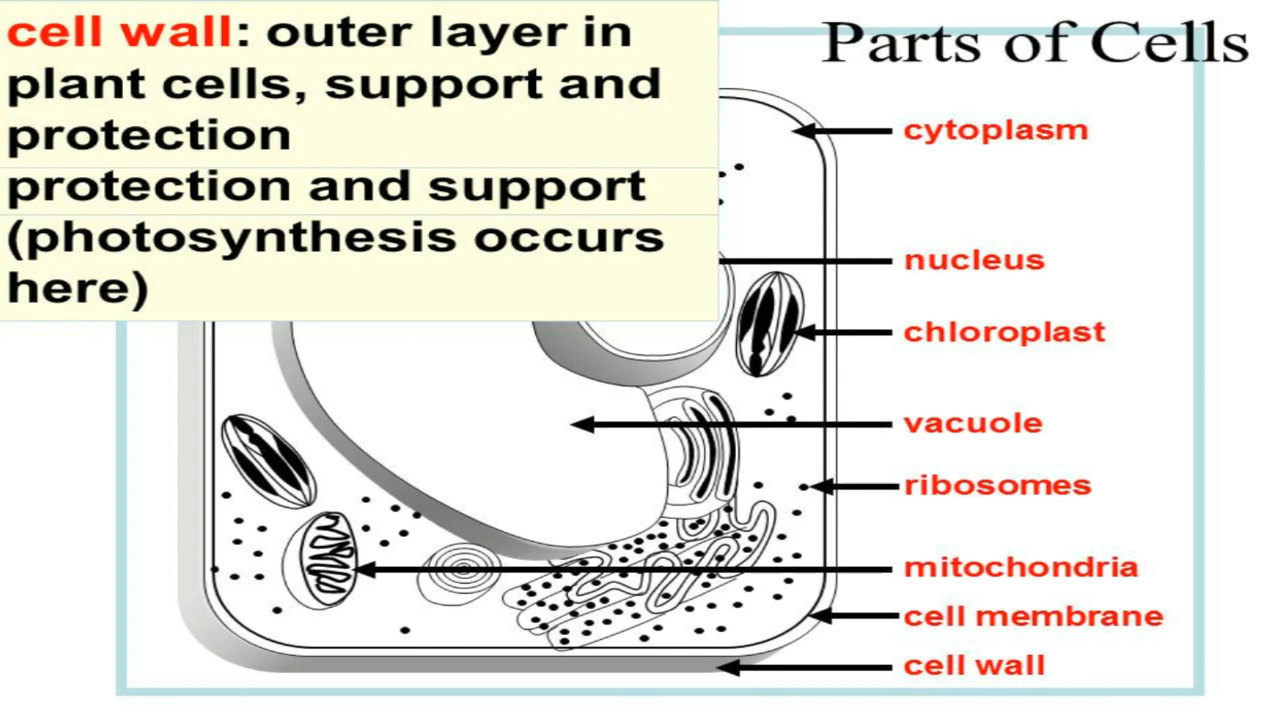 cell wall: outer layer in
plant cells, support and
protection
protection and support
(photosynthesis occurs
here)
Parts of Cells
cytoplasm
nucleus
chloroplast
vacuole
ribosomes
mitochondria
cell membrane
cell wall